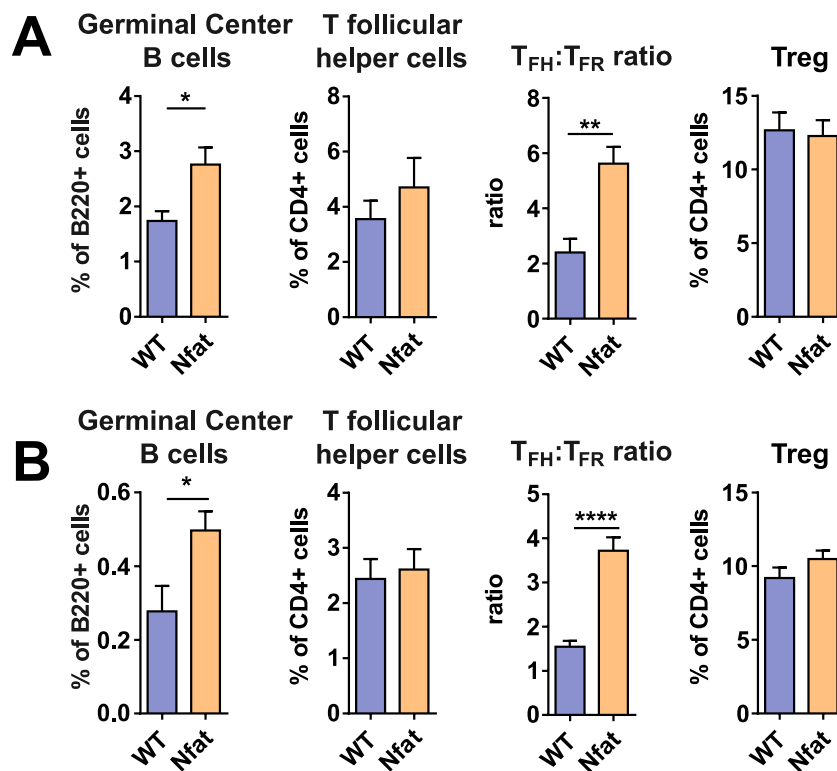 A
Germinal Center
B cells
% of B220+ cells
4
3
2
1
0
*
WT
Nfat
T follicular
helper cells
% of CD4+ cells
8
6
4
2
0
WT
Nfat
TFH:TFR ratio
ratio
8
6
4
2
0
**
WT
Nfat
Treg
% of CD4+ cells
15
10
5
0
WT
Nfat
B
Germinal Center
B cells
% of B220+ cells
0.6
0.4
0.2
0.0
*
WT
Nfat
T follicular
helper cells
% of CD4+ cells
4
3
2
1
0
WT
Nfat
TFH:TFR ratio
ratio
5
4
3
2
1
0
****
WT
Nfat
Treg
% of CD4+ cells
15
10
5
0
WT
Nfat